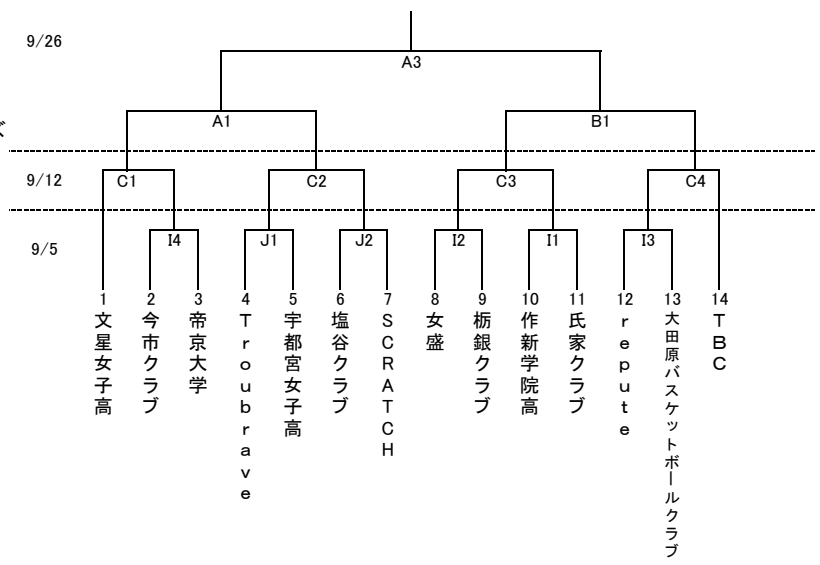 9/26
A3
A1
B1
ズ
9/12
C1
C2
C3
C4
9/5
I4
J1
J2
I2
I1
I3
1
2
3
4
5
6
7
8
9
10
11
12
13
14
文星女子高
今市クラブ
帝京大学
Troubrave
宇都宮女子高
塩谷クラブ
SCRATCH
女盛
栃銀クラブ
作新学院高
氏家クラブ
repute
大田原バスケットボールクラブ
TBC